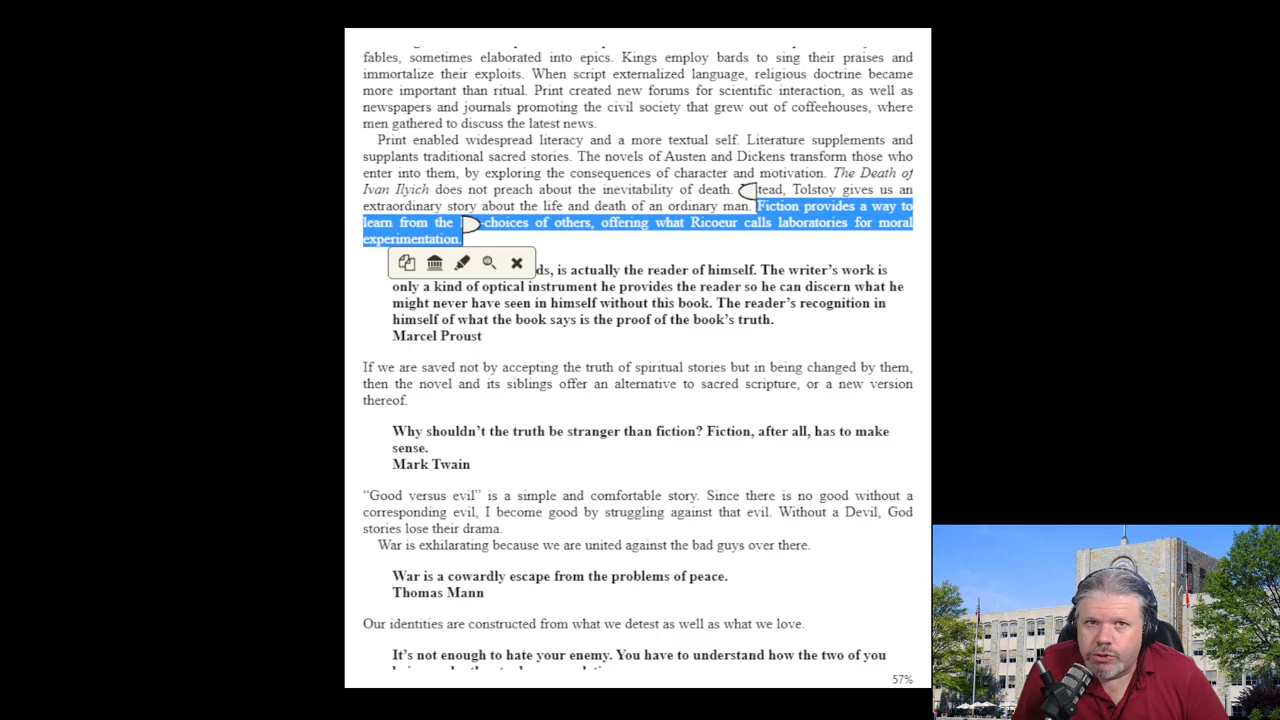 fables, sometimes elaborated into epics. Kings employ bards to sing their praises and
immortalize their exploits. When script externalized language, religious doctrine became
more important than ritual. Print created new forums for scientific interaction, as well as
newspapers and journals promoting the civil society that grew out of coffeehouses, where
men gathered to discuss the latest news.
Print enabled widespread literacy and a more textual self. Literature supplements and
supplants traditional sacred stories. The novels of Austen and Dickens transform those who
enter into them, by exploring the consequences of character and motivation. The Death of
Ivan Ilyich does not preach about the inevitability of death. tead, Tolstoy gives us an
extraordinary story about the life and death of an ordinary man. Fiction provides a way to
learn from the -choices of others, offering what Ricoeur calls laboratories for moral
experimentation.
ds, is actually the reader of himself. The writer's work is
only a kind of optical instrument he provides the reader so he can discern what he
might never have seen in himself without this book. The reader's recognition in
himself of what the book says is the proof of the book's truth.
Marcel Proust
If we are saved not by accepting the truth of spiritual stories but in being changed by them,
then the novel and its siblings offer an alternative to sacred scripture, or a new version
thereof.
Why shouldn't the truth be stranger than fiction? Fiction, after all, has to make
sense.
Mark Twain
“Good versus evil” is a simple and comfortable story. Since there is no good without a
corresponding evil, I become good by struggling against that evil. Without a Devil, God
stories lose their drama.
War is exhilarating because we are united against the bad guys over there.
War is a cowardly escape from the problems of peace.
Thomas Mann
Our identities are constructed from what we detest as well as what we love.
It's not enough to hate your enemy. You have to understand how the two of you
57%